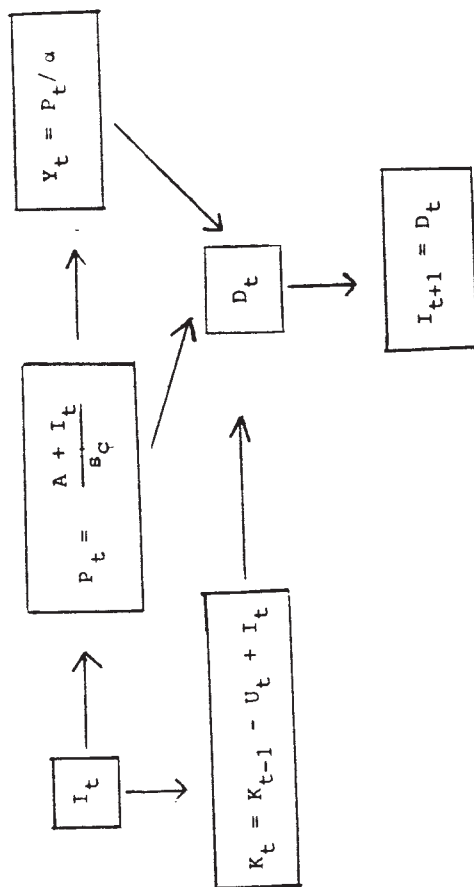 I_t
P_t = (A + I_t) / s_c
Y_t = P_t/α
K_t = K_{t-1} - U_t + I_t
D_t
I_{t+1} = D_t